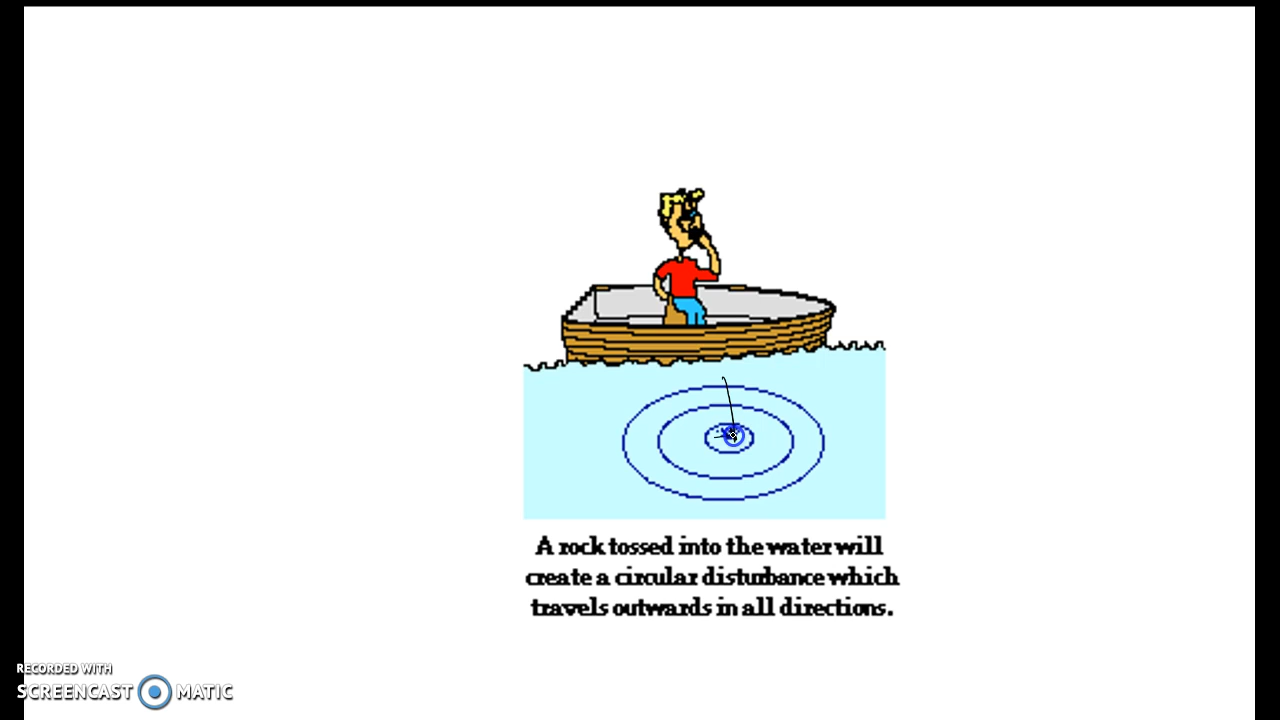 A rock tossed into the water will
create a circular disturbance which
travels outwards in all directions.
RECORDED WITH
SCREENCAST MATIC